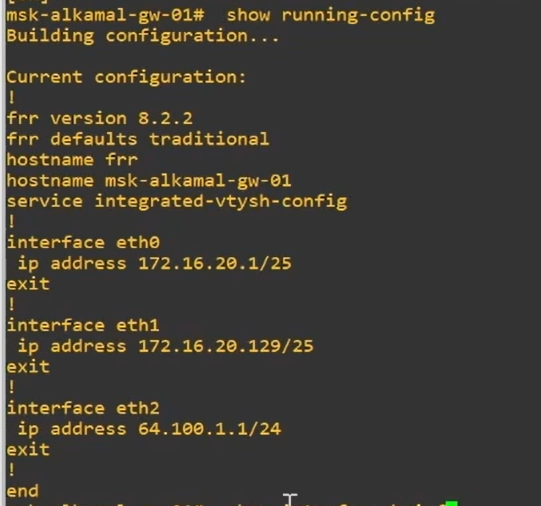 msk-alkamal-gw-01#  show running-config
Building configuration...
Current configuration:
!
frr version 8.2.2
frr defaults traditional
hostname frr
hostname msk-alkamal-gw-01
service integrated-vtysh-config
!
interface eth0
 ip address 172.16.20.1/25
exit
!
interface eth1
 ip address 172.16.20.129/25
exit
!
interface eth2
 ip address 64.100.1.1/24
exit
!
end